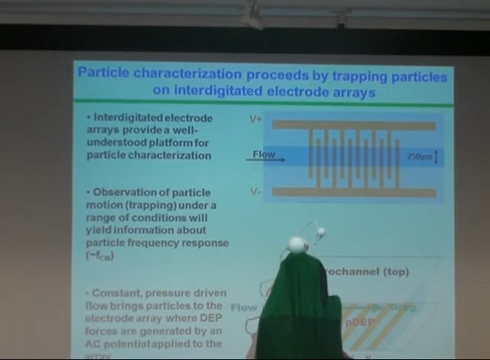 Particle characterization proceeds by trapping particles
on interdigitated electrode arrays
• Interdigitated electrode
arrays provide a well-
understood platform for
particle characterization
V+
Flow
250μm
V-
• Observation of particle
motion (trapping) under a
range of conditions will
yield information about
particle frequency response
(~fCM)
rochannel (top)
• Constant, pressure driven
flow brings particles to the
electrode array where DEP
forces are generated by an
AC potential applied to the
array
Flow
pDEP